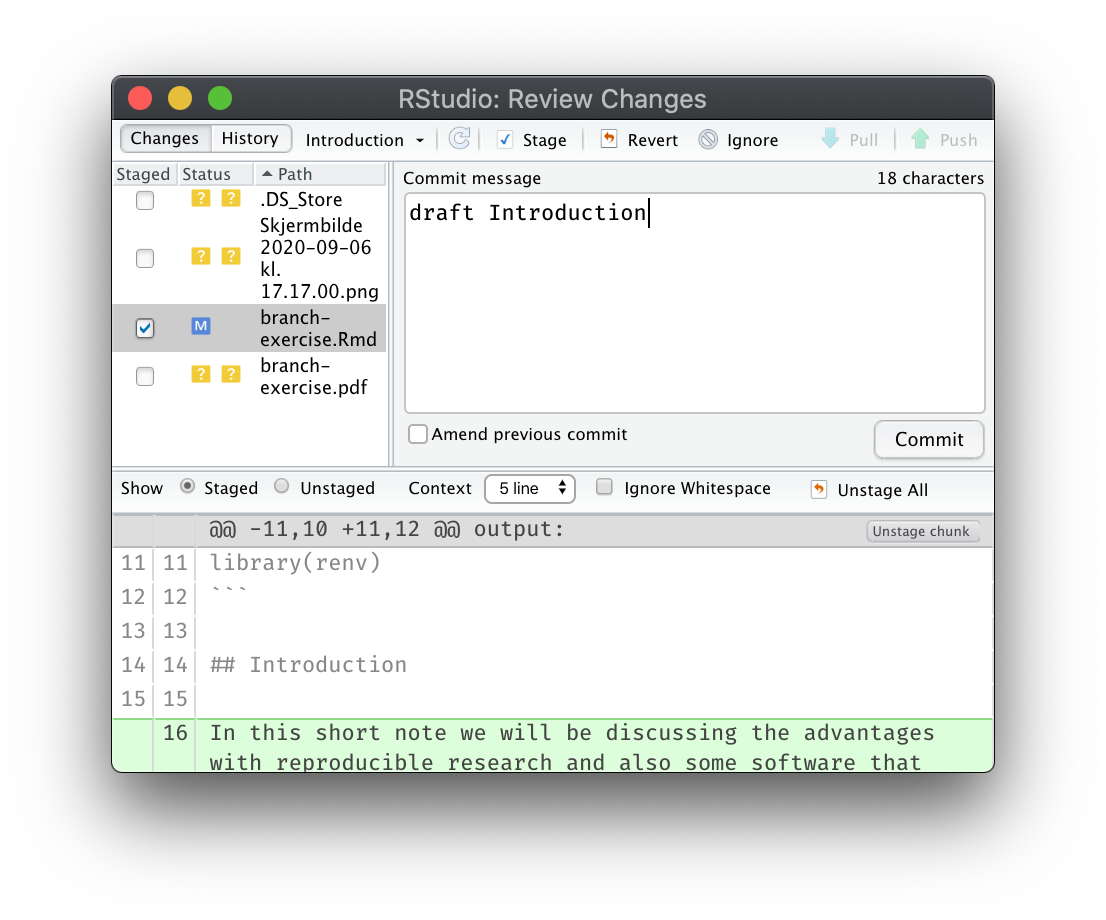 RStudio: Review Changes
Changes History Introduction Stage Revert Ignore Pull Push
Staged Status Path
Commit message 18 characters
? ? .DS_Store
? ? Skjermbilde
2020-09-06
kl.
17.17.00.png
M branch-
exercise.Rmd
? ? branch-
exercise.pdf
draft Introduction
Amend previous commit Commit
Show Staged Unstaged Context 5 line Ignore Whitespace Unstage All
@@ -11,10 +11,12 @@ output: Unstage chunk
11 11 library(renv)
12 12 ```
13 13
14 14 ## Introduction
15 15
16 In this short note we will be discussing the advantages
with reproducible research and also some software that